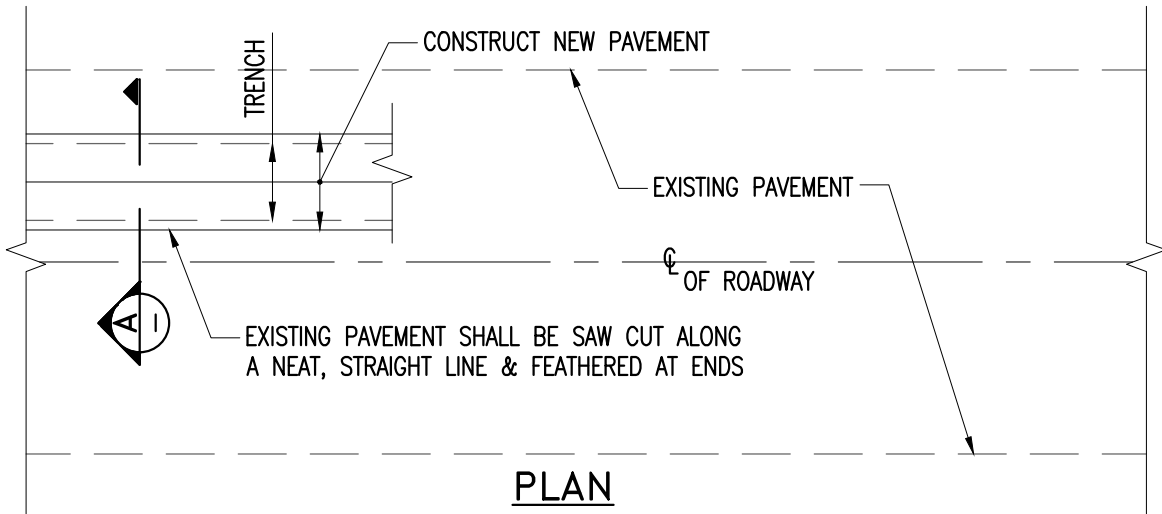 CONSTRUCT NEW PAVEMENT
TRENCH
EXISTING PAVEMENT
℄
OF ROADWAY
A
EXISTING PAVEMENT SHALL BE SAW CUT ALONG
A NEAT, STRAIGHT LINE & FEATHERED AT ENDS
PLAN